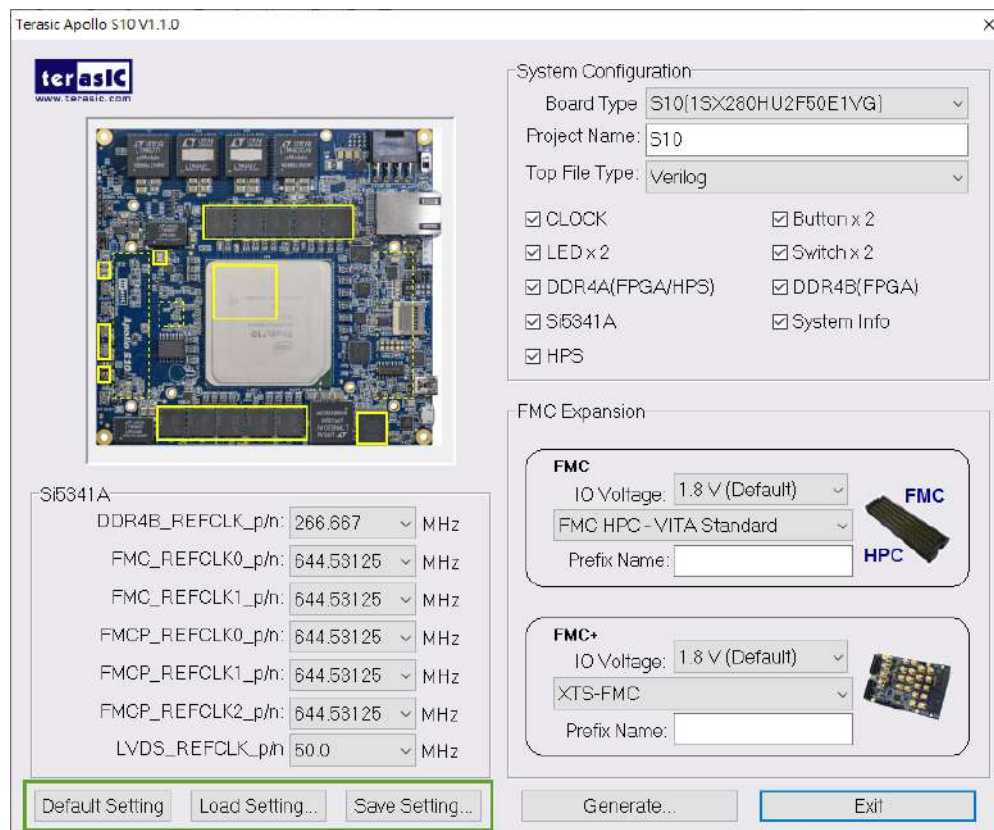 Terasic Apollo S10 V1.1.0
terasIC
www.terasic.com
Apollo S10
System Configuration
Board Type S10(1SX280HU2F50E1VG)
Project Name: S10
Top File Type: Verilog
CLOCK
Button x 2
LED x 2
Switch x 2
DDR4A(FPGA/HPS)
DDR4B(FPGA)
Si5341A
System Info
HPS
FMC Expansion
FMC
IO Voltage: 1.8 V (Default)
FMC HPC - VITA Standard
Prefix Name:
FMC
HPC
FMC+
IO Voltage: 1.8 V (Default)
XTS-FMC
Prefix Name:
Si5341A
DDR4B_REFCLK_p/n: 266.667 MHz
FMC_REFCLK0_p/n: 644.53125 MHz
FMC_REFCLK1_p/n: 644.53125 MHz
FMCP_REFCLK0_p/n: 644.53125 MHz
FMCP_REFCLK1_p/n: 644.53125 MHz
FMCP_REFCLK2_p/n: 644.53125 MHz
LVDS_REFCLK_p/n 50.0 MHz
Default Setting
Load Setting...
Save Setting...
Generate...
Exit